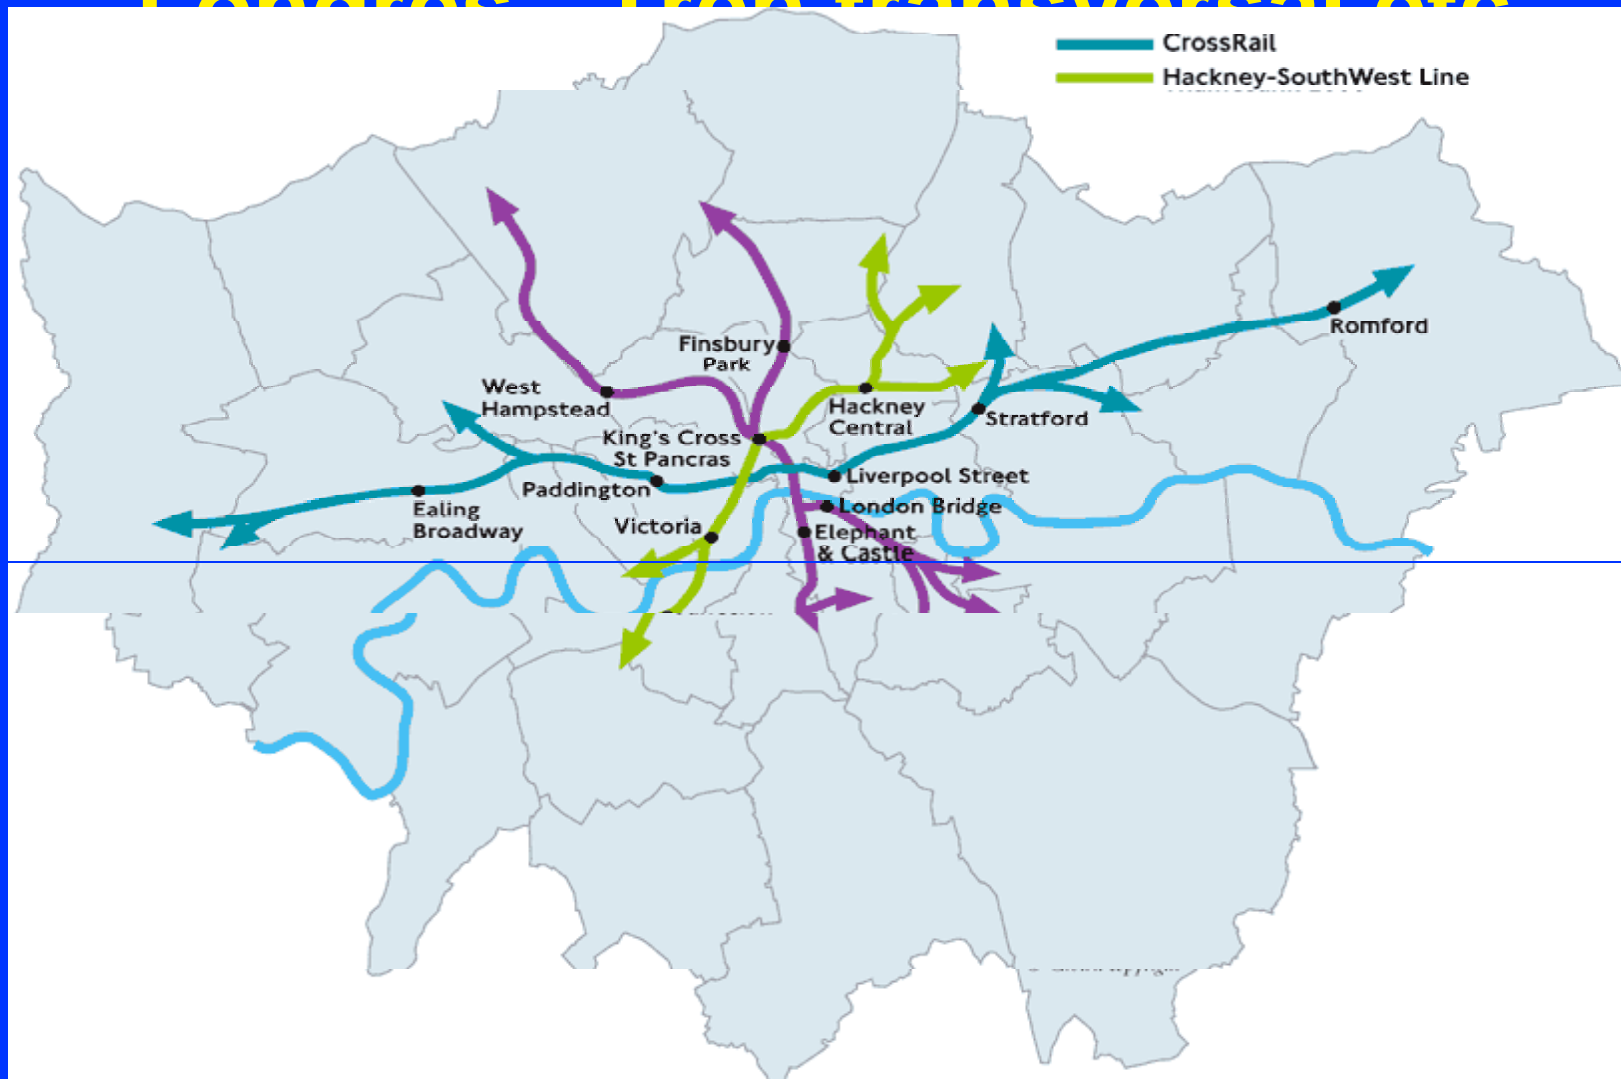 CrossRail
Hackney-SouthWest Line
Romford
Finsbury
Park
West
Hampstead
Hackney
Central
Stratford
King's Cross
St Pancras
Liverpool Street
Paddington
London Bridge
Ealing
Broadway
Victoria
Elephant
& Castle